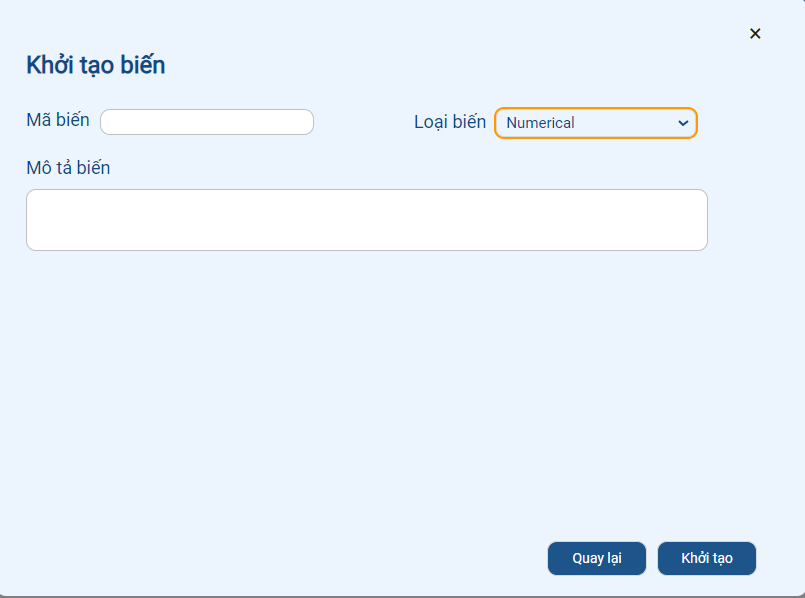 ×
Khởi tạo biến
Mã biến
Loại biến Numerical
Mô tả biến
Quay lại Khởi tạo